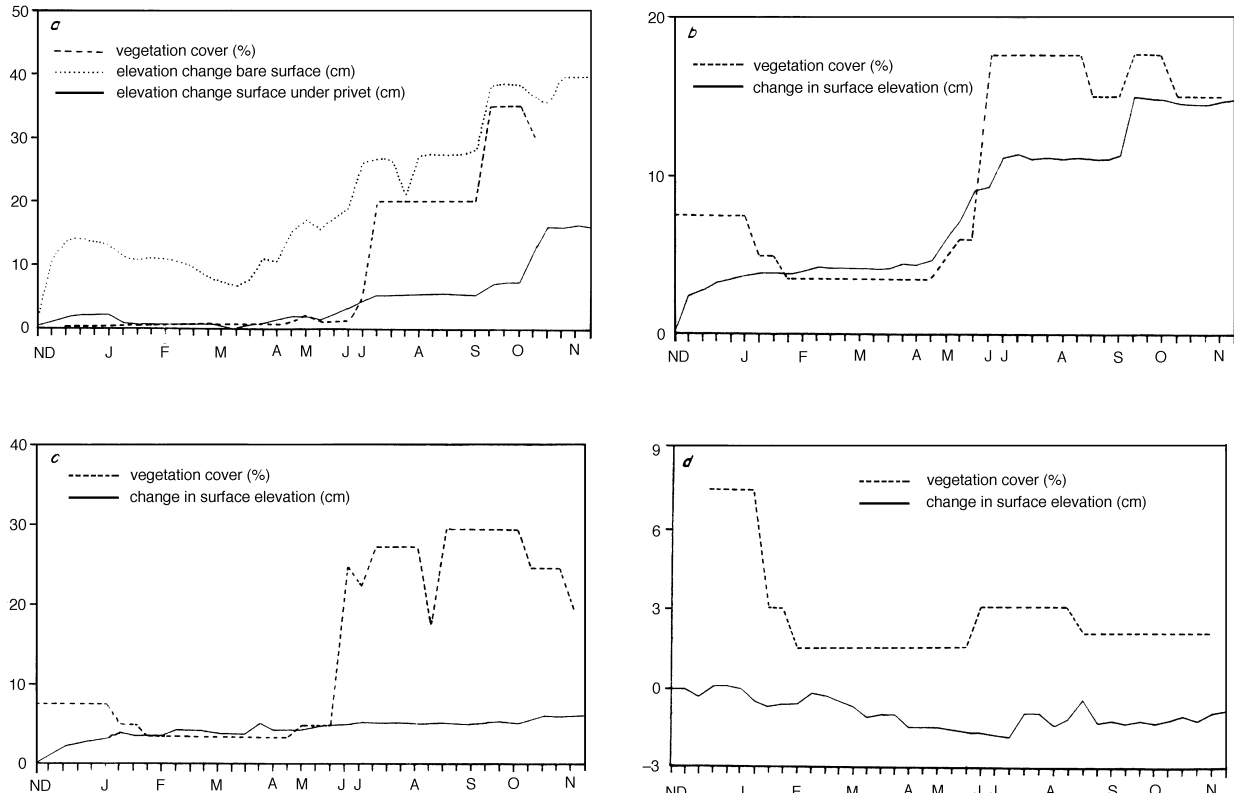 a
vegetation cover (%)
elevation change bare surface (cm)
elevation change surface under privet (cm)
50
40
30
20
10
0
ND J F M A M J J A S O N
b
vegetation cover (%)
change in surface elevation (cm)
20
10
0
ND J F M A M J J A S O N
c
vegetation cover (%)
change in surface elevation (cm)
40
30
20
10
0
ND J F M A M J J A S O N
d
vegetation cover (%)
change in surface elevation (cm)
9
6
3
0
–3
ND J F M A M J J A S O N